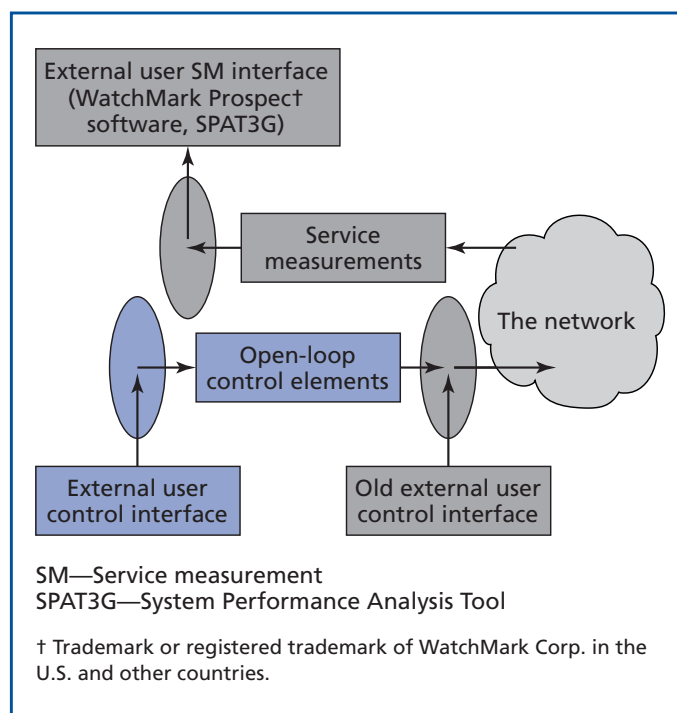 External user SM interface
(WatchMark Prospect†
software, SPAT3G)
Service
measurements
The network
Open-loop
control elements
External user
control interface
Old external user
control interface
SM—Service measurement
SPAT3G—System Performance Analysis Tool
† Trademark or registered trademark of WatchMark Corp. in the
U.S. and other countries.